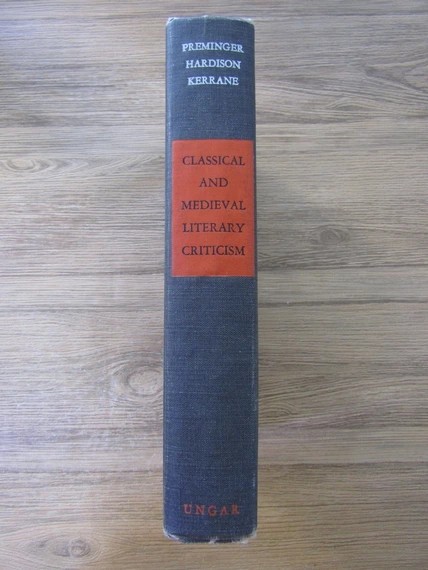 PREMINGER
HARDISON
KERRANE
CLASSICAL
AND
MEDIEVAL
LITERARY
CRITICISM
UNGAR